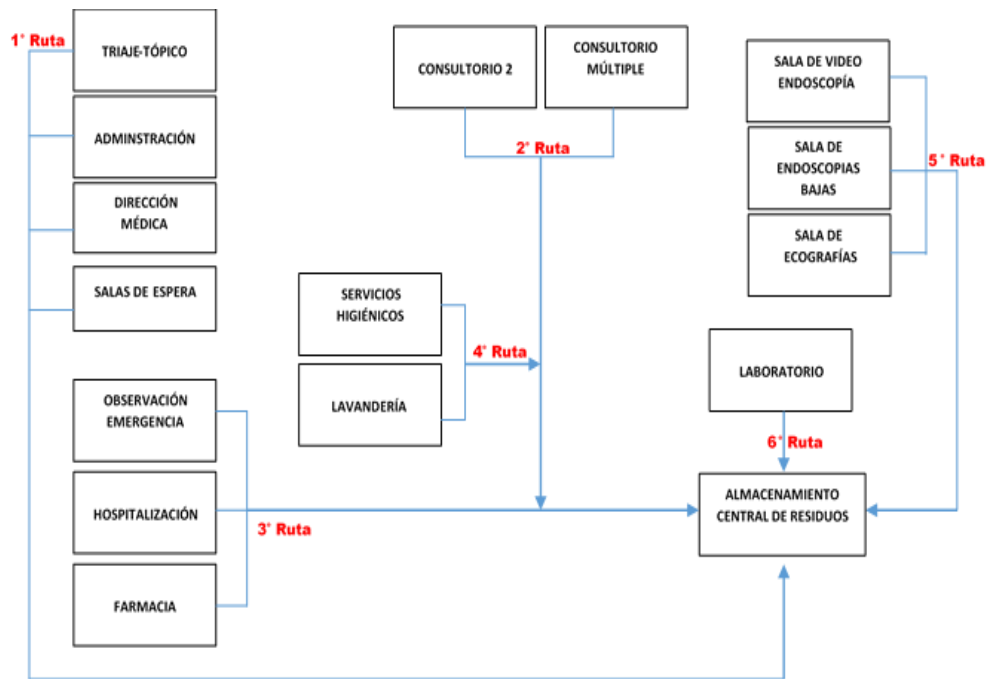 1° Ruta
TRIAJE-TÓPICO
ADMINSTRACIÓN
DIRECCIÓN
MÉDICA
SALAS DE ESPERA
CONSULTORIO 2
CONSULTORIO
MÚLTIPLE
2° Ruta
SALA DE VIDEO
ENDOSCOPÍA
SALA DE
ENDOSCOPIAS
BAJAS
SALA DE
ECOGRAFÍAS
5° Ruta
SERVICIOS
HIGIÉNICOS
LAVANDERÍA
4° Ruta
LABORATORIO
6° Ruta
OBSERVACIÓN
EMERGENCIA
HOSPITALIZACIÓN
FARMACIA
3° Ruta
ALMACENAMIENTO
CENTRAL DE RESIDUOS